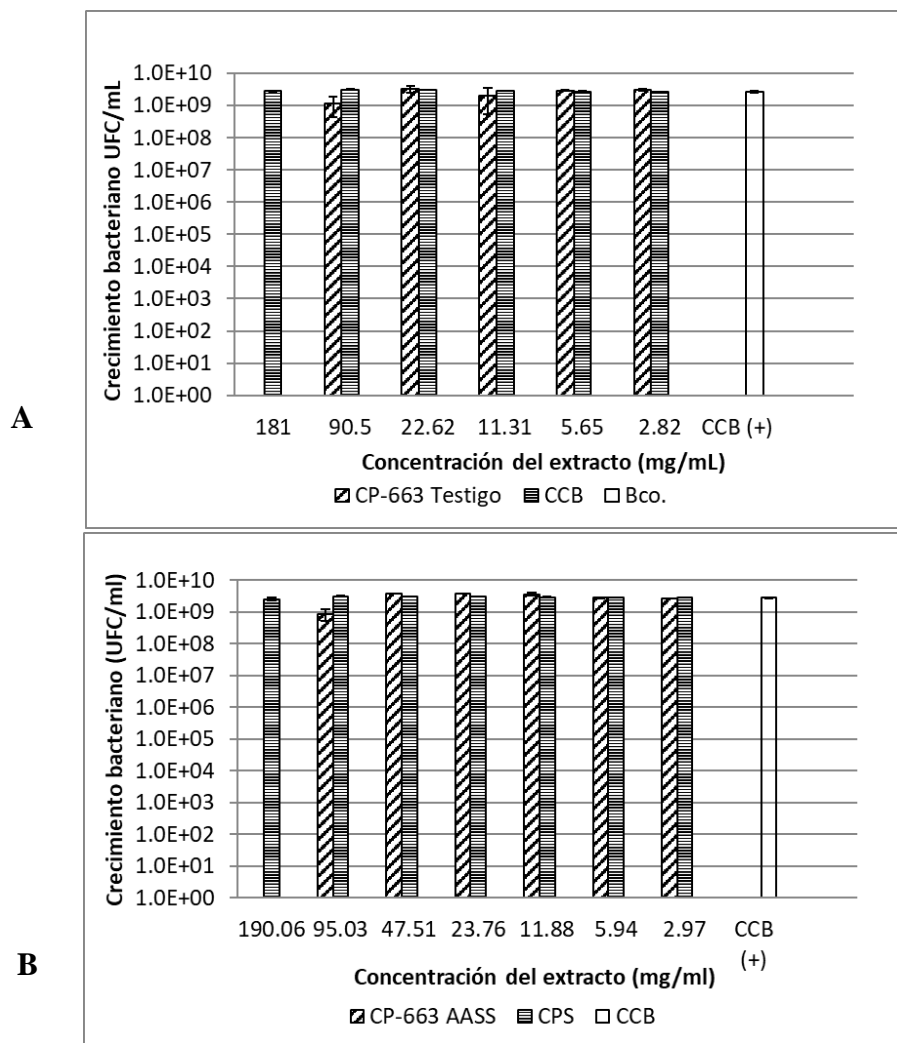 Crecimiento bacteriano UFC/mL
1.0E+10
1.0E+09
1.0E+08
1.0E+07
1.0E+06
1.0E+05
1.0E+04
1.0E+03
1.0E+02
1.0E+01
1.0E+00
A
181 90.5 22.62 11.31 5.65 2.82 CCB (+)
Concentración del extracto (mg/mL)
CP-663 Testigo CCB Bco.
Crecimiento bacteriano (UFC/ml)
1.0E+10
1.0E+09
1.0E+08
1.0E+07
1.0E+06
1.0E+05
1.0E+04
1.0E+03
1.0E+02
1.0E+01
1.0E+00
190.06 95.03 47.51 23.76 11.88 5.94 2.97 CCB
(+)
B
Concentración del extracto (mg/ml)
CP-663 AASS CPS CCB